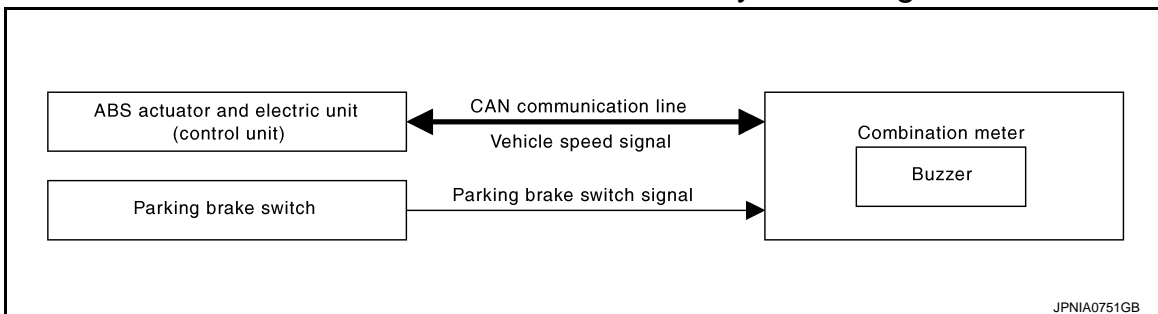 ABS actuator and electric unit
(control unit)
CAN communication line
Vehicle speed signal
Parking brake switch
Parking brake switch signal
Combination meter
Buzzer
JPNIA0751GB